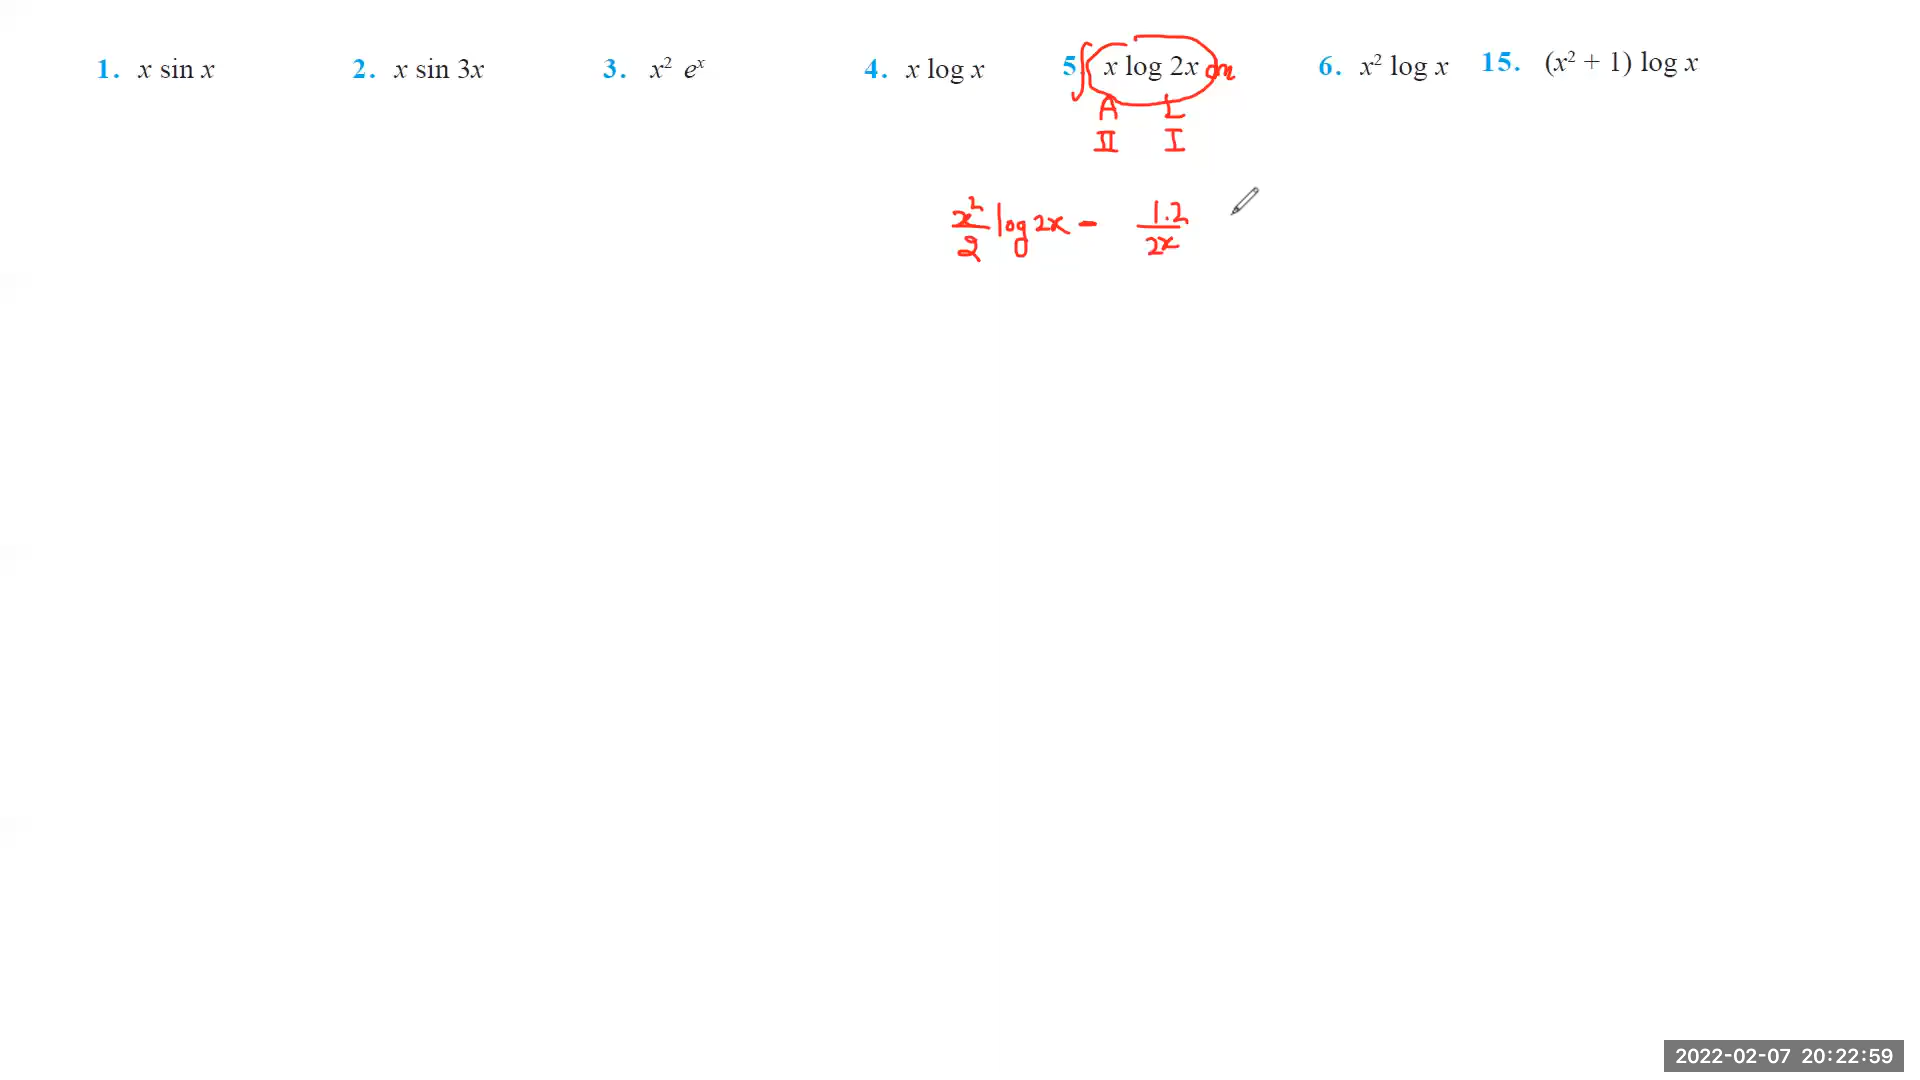 1. x sin x 2. x sin 3x 3. x² eˣ 4. x log x 5 ∫ x log 2x dx 6. x² log x 15. (x² + 1) log x
A L
II I
x²/2 log 2x - 1.2/2x
2022-02-07 20:22:59